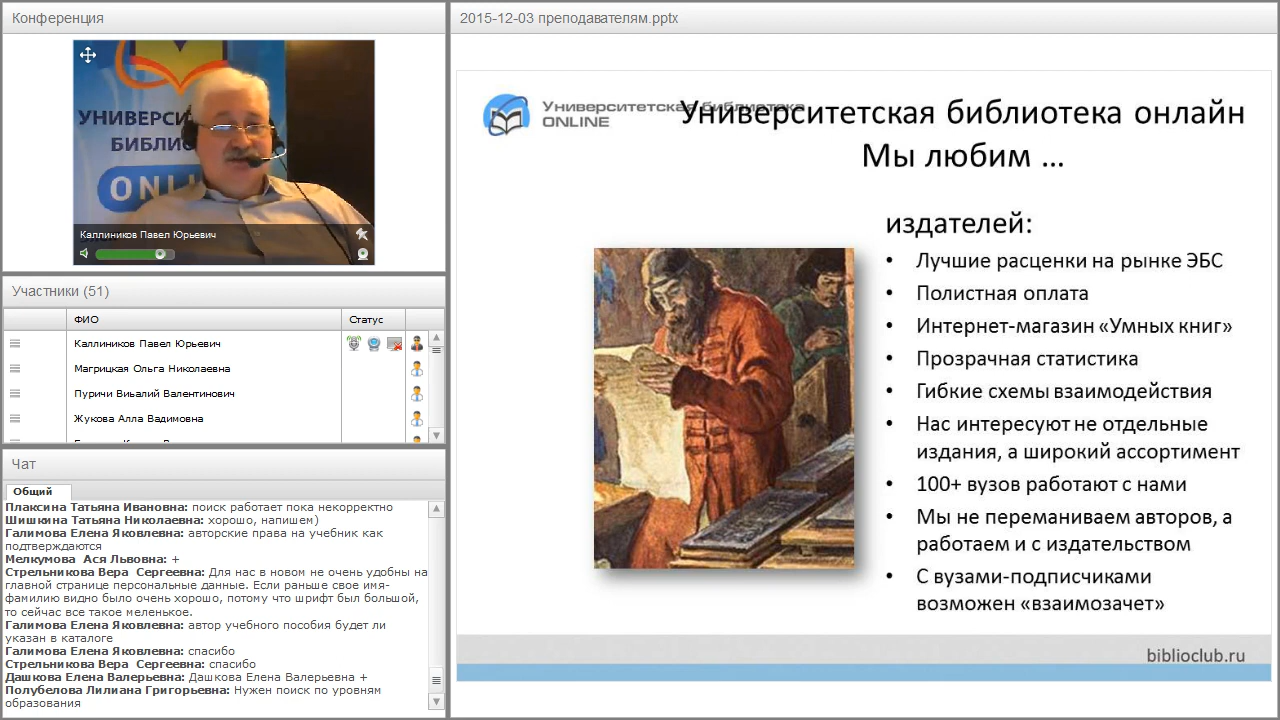 Конференция
УНИВЕРСИ
БИБЛИО
ONLI
Каллиников Павел Юрьевич
Участники (51)
ФИО
Статус
Каллиников Павел Юрьевич
Магрицкая Ольга Николаевна
Пуричи Виьалий Валентинович
Жукова Алла Вадимовна
Чат
Общий
Плаксина Татьяна Ивановна: поиск работает пока некорректно
Шишкина Татьяна Николаевна: хорошо, напишем)
Галимова Елена Яковлевна: авторские права на учебник как
подтверждаются
Мелкумова Ася Львовна: +
Стрельникова Вера Сергеевна: Для нас в новом не очень удобны на
главной странице персональные данные. Если раньше свое имя-
фамилию видно было очень хорошо, потому что шрифт был большой,
то сейчас все такое меленькое.
Галимова Елена Яковлевна: автор учебного пособия будет ли
указан в каталоге
Галимова Елена Яковлевна: спасибо
Стрельникова Вера Сергеевна: спасибо
Дашкова Елена Валерьевна: Дашкова Елена Валерьевна +
Полубелова Лилиана Григорьевна: Нужен поиск по уровням
образования
2015-12-03 преподавателям.pptx
Университетская библиотека
ONLINE
Университетская библиотека онлайн
Мы любим ...
издателей:
• Лучшие расценки на рынке ЭБС
• Полистная оплата
• Интернет-магазин «Умных книг»
• Прозрачная статистика
• Гибкие схемы взаимодействия
• Нас интересуют не отдельные
издания, а широкий ассортимент
• 100+ вузов работают с нами
• Мы не переманиваем авторов, а
работаем и с издательством
• С вузами-подписчиками
возможен «взаимозачет»
biblioclub.ru